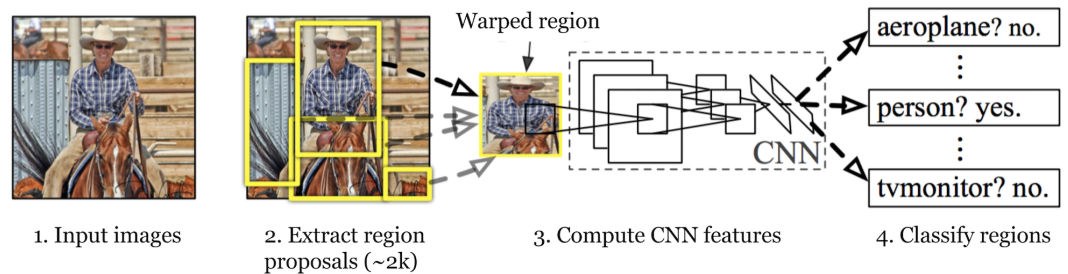 Warped region
aeroplane? no.
⋮
person? yes.
⋮
tvmonitor? no.
CNN
1. Input images
2. Extract region
proposals (~2k)
3. Compute CNN features
4. Classify regions